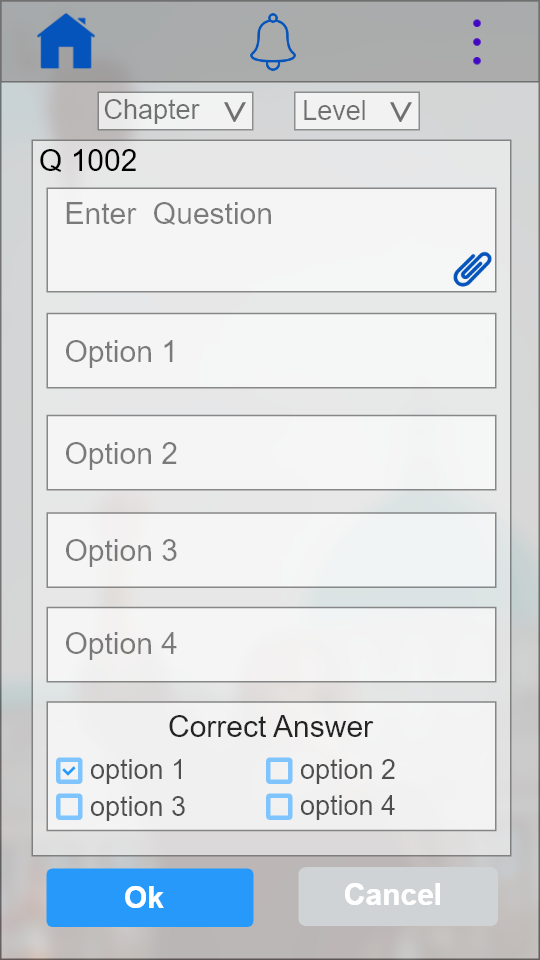 Chapter Level
Q 1002
Enter Question
Option 1
Option 2
Option 3
Option 4
Correct Answer
option 1 option 2
option 3 option 4
Ok Cancel